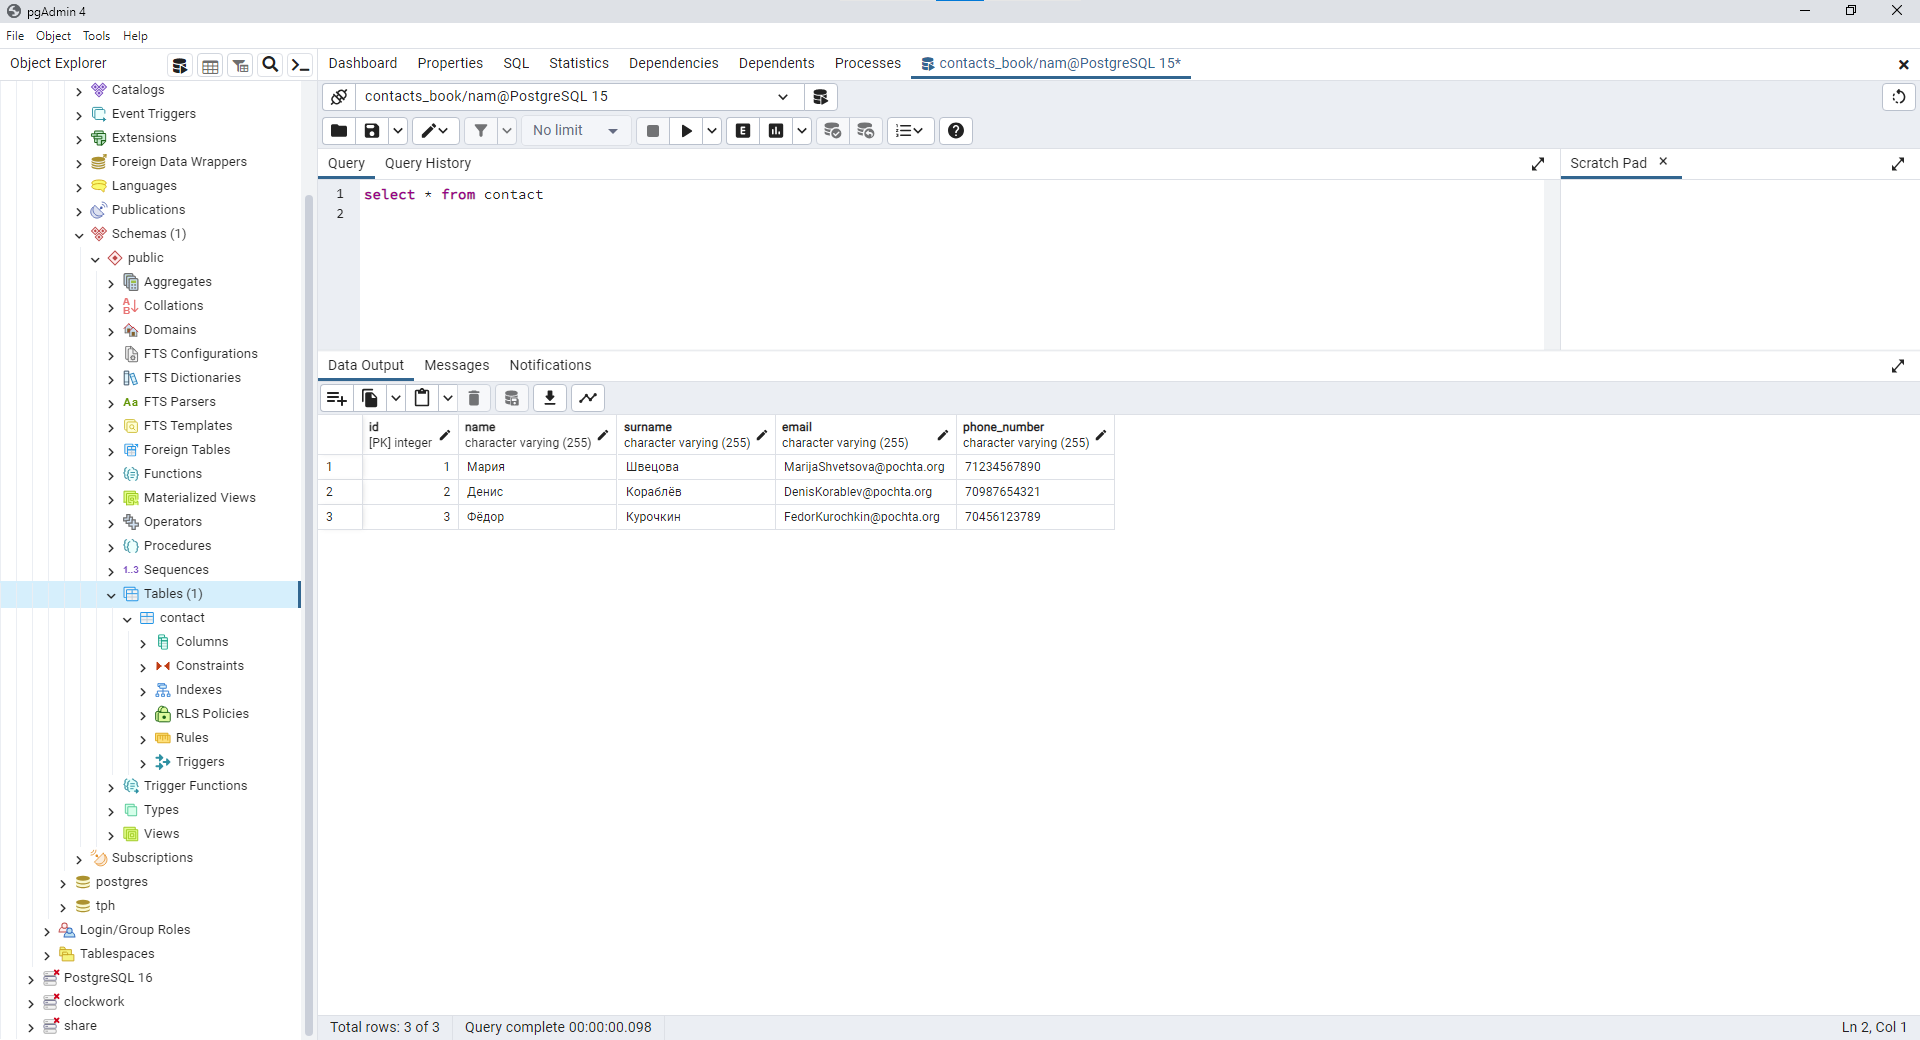 pgAdmin 4
File Object Tools Help
Object Explorer
Dashboard Properties SQL Statistics Dependencies Dependents Processes contacts_book/nam@PostgreSQL 15*
Catalogs
Event Triggers
Extensions
Foreign Data Wrappers
Languages
Publications
Schemas (1)
public
Aggregates
Collations
Domains
FTS Configurations
FTS Dictionaries
Aa FTS Parsers
FTS Templates
Foreign Tables
Functions
Materialized Views
Operators
Procedures
1..3 Sequences
Tables (1)
contact
Columns
Constraints
Indexes
RLS Policies
Rules
Triggers
Trigger Functions
Types
Views
Subscriptions
postgres
tph
Login/Group Roles
Tablespaces
PostgreSQL 16
clockwork
share
contacts_book/nam@PostgreSQL 15
No limit
E
Query Query History
Scratch Pad
1 select * from contact
2
Data Output Messages Notifications
id name surname email phone_number
[PK] integer character varying (255) character varying (255) character varying (255) character varying (255)
1 1 Мария Швецова MarijaShvetsova@pochta.org 71234567890
2 2 Денис Кораблёв DenisKorablev@pochta.org 70987654321
3 3 Фёдор Курочкин FedorKurochkin@pochta.org 70456123789
Total rows: 3 of 3 Query complete 00:00:00.098 Ln 2, Col 1